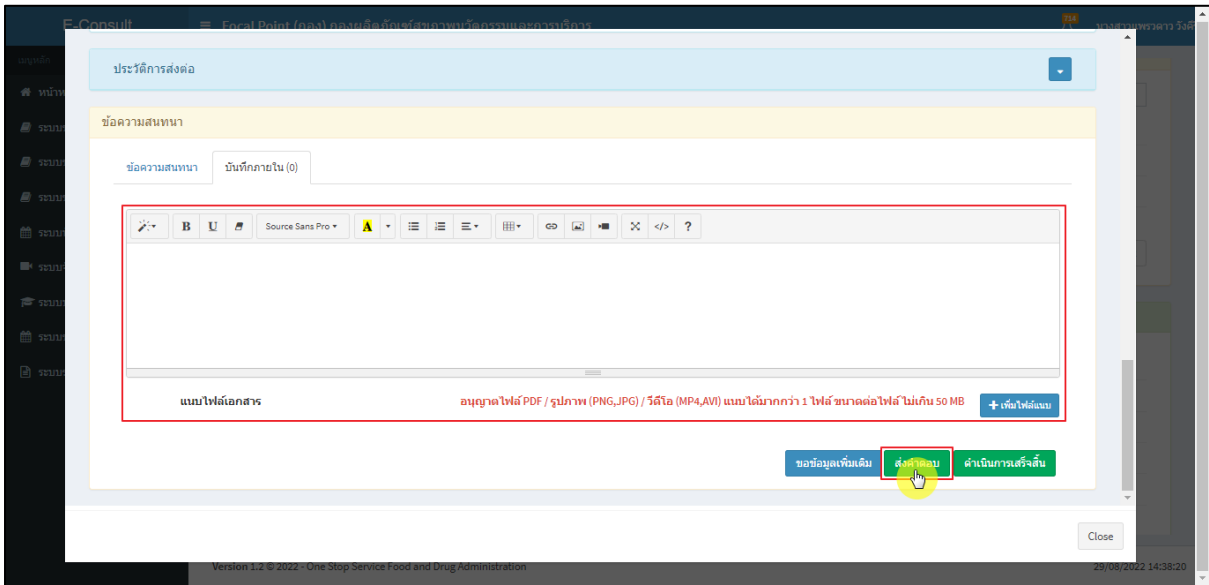 E-Consult
Focal Point (กอง) กองผลิตภัณฑ์สุขภาพนวัตกรรมและการบริการ
114
เมนูหลัก
ประวัติการส่งต่อ
ข้อความสนทนา
ข้อความสนทนา
บันทึกภายใน (0)
B U Source Sans Pro A </> ?
แนบไฟล์เอกสาร
อนุญาตไฟล์ PDF / รูปภาพ (PNG,JPG) / วีดีโอ (MP4,AVI) แนบได้มากกว่า 1 ไฟล์ ขนาดต่อไฟล์ ไม่เกิน 50 MB
เพิ่มไฟล์แนบ
ขอข้อมูลเพิ่มเติม
ส่งคำตอบ
ดำเนินการเสร็จสิ้น
Close
Version 1.2 © 2022 - One Stop Service Food and Drug Administration
29/08/2022 14:38:20